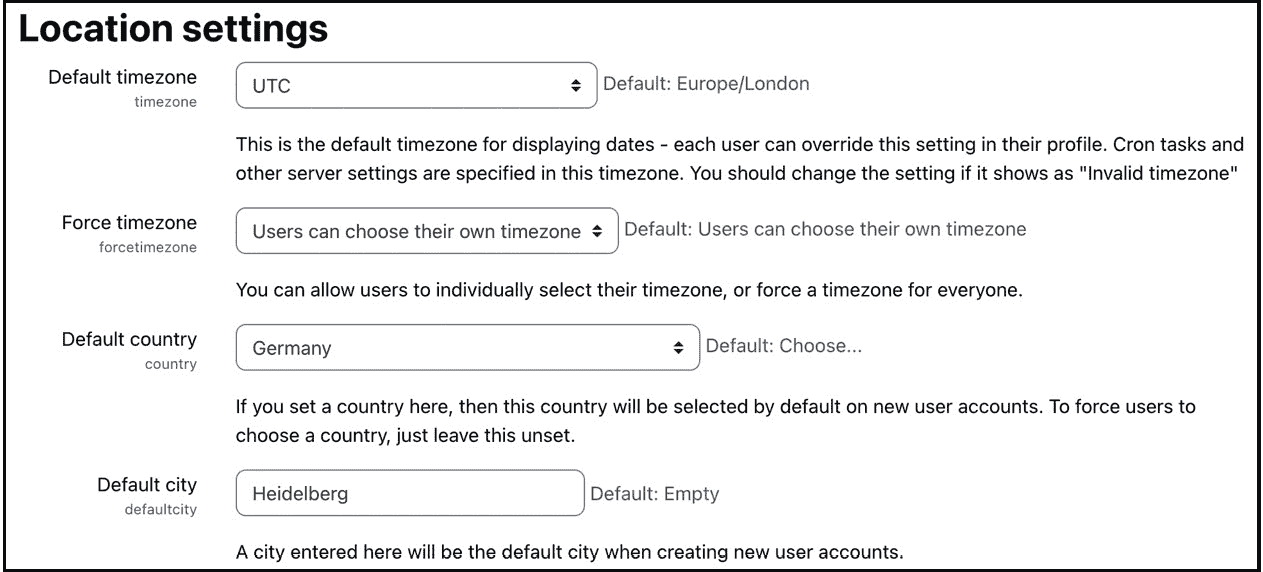 Location settings
Default timezone
timezone
UTC
Default: Europe/London
This is the default timezone for displaying dates - each user can override this setting in their profile. Cron tasks and
other server settings are specified in this timezone. You should change the setting if it shows as "Invalid timezone"
Force timezone
forcetimezone
Users can choose their own timezone
Default: Users can choose their own timezone
You can allow users to individually select their timezone, or force a timezone for everyone.
Default country
country
Germany
Default: Choose...
If you set a country here, then this country will be selected by default on new user accounts. To force users to
choose a country, just leave this unset.
Default city
defaultcity
Heidelberg
Default: Empty
A city entered here will be the default city when creating new user accounts.